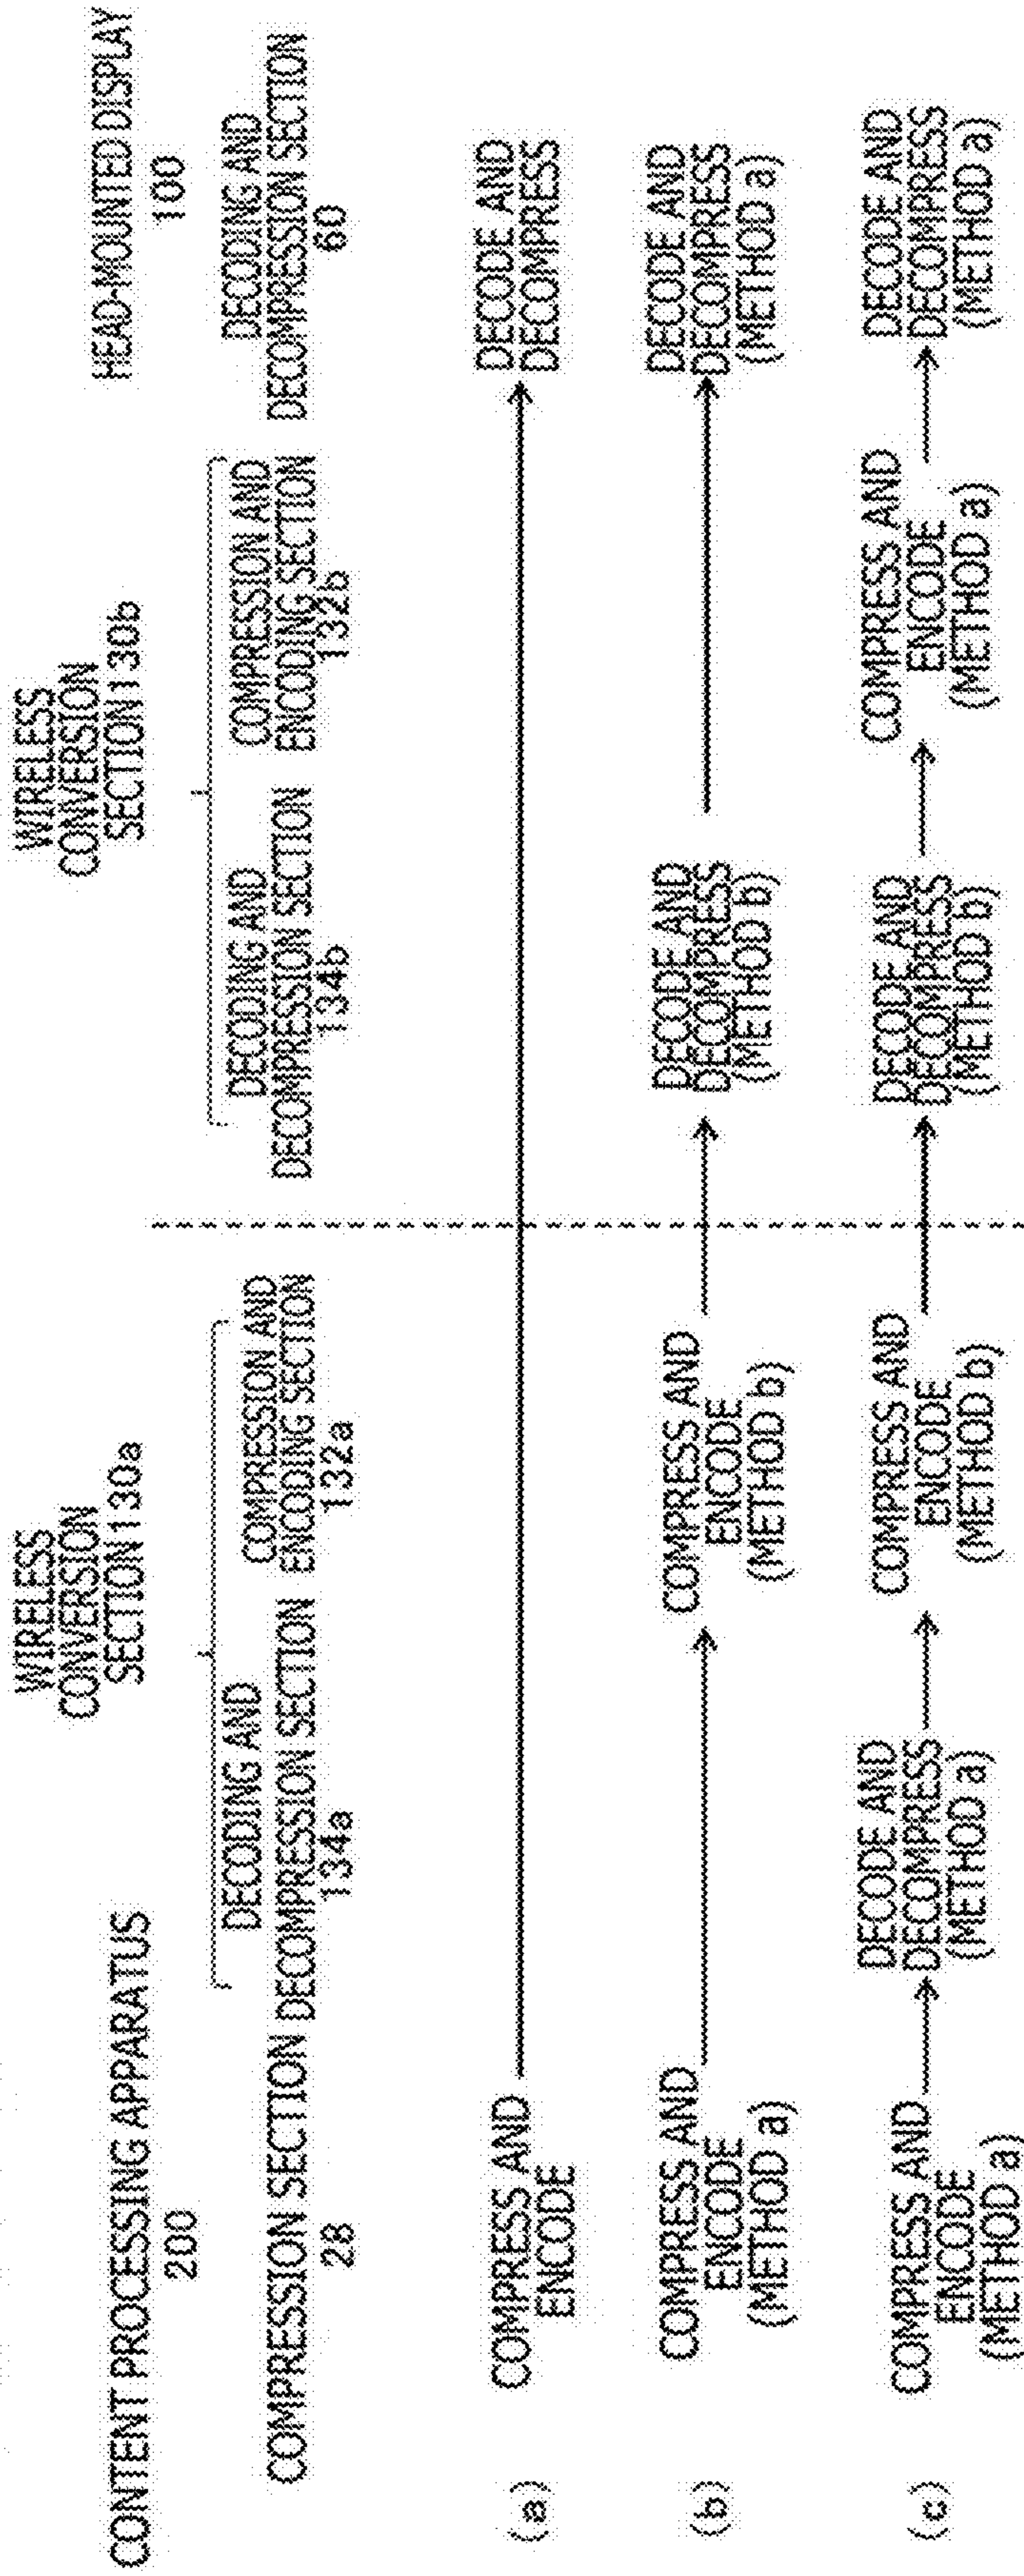 CONTENT PROCESSING APPARATUS
200
COMPRESSION SECTION
28
WIRELESS
CONVERSION
SECTION 130a
DECODING AND
DECOMPRESSION SECTION
134a
COMPRESSION AND
ENCODING SECTION
132a
WIRELESS
CONVERSION
SECTION 130b
DECODING AND
DECOMPRESSION SECTION
134b
COMPRESSION AND
ENCODING SECTION
132b
HEAD-MOUNTED DISPLAY
100
DECODING AND
DECOMPRESSION SECTION
60
(a)
COMPRESS AND
ENCODE
DECODE AND
DECOMPRESS
(b)
COMPRESS AND
ENCODE
(METHOD a)
COMPRESS AND
ENCODE
(METHOD b)
DECODE AND
DECOMPRESS
(METHOD b)
DECODE AND
DECOMPRESS
(METHOD a)
(c)
COMPRESS AND
ENCODE
(METHOD a)
DECODE AND
DECOMPRESS
(METHOD a)
COMPRESS AND
ENCODE
(METHOD b)
DECODE AND
DECOMPRESS
(METHOD b)
COMPRESS AND
ENCODE
(METHOD a)
DECODE AND
DECOMPRESS
(METHOD a)